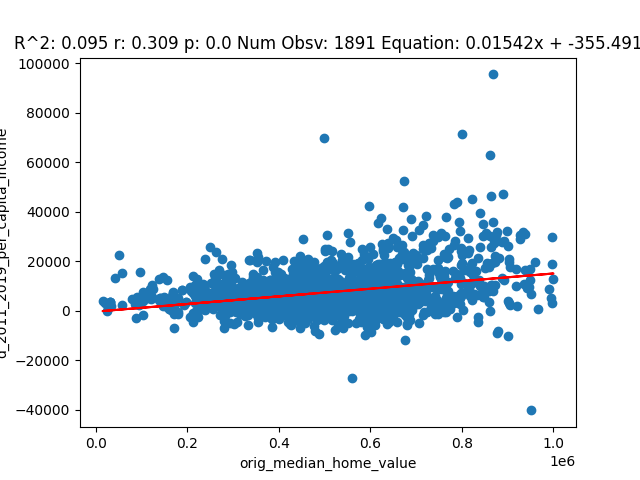 R^2: 0.095 r: 0.309 p: 0.0 Num Obsv: 1891 Equation: 0.01542x + -355.491
100000
80000
60000
40000
20000
0
−20000
−40000
d_2011_2019_per_capita_income
0.0 0.2 0.4 0.6 0.8 1.0
1e6
orig_median_home_value